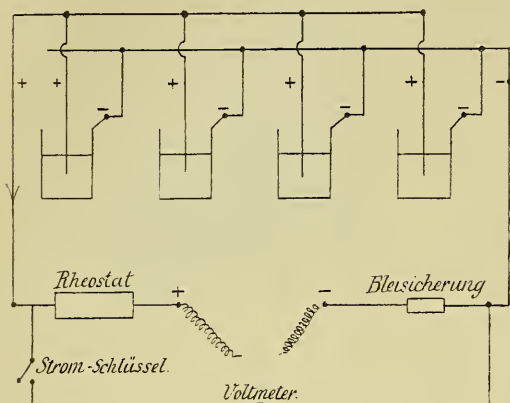 + + + + + -
- - - -
Rheostat
Bleisicherung
+ -
Strom-Schlüssel.
Voltmeter.